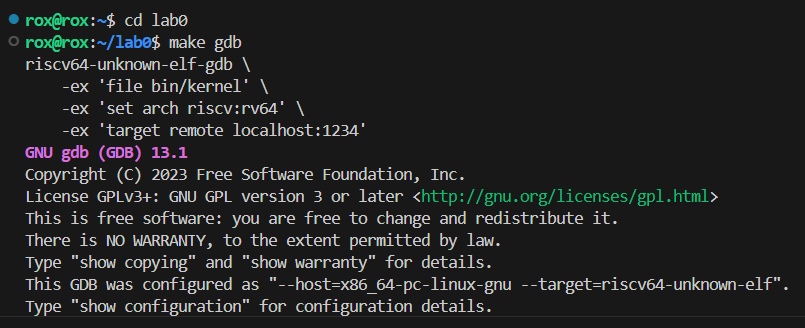 rox@rox:~$ cd lab0
rox@rox:~/lab0$ make gdb
riscv64-unknown-elf-gdb \
    -ex 'file bin/kernel' \
    -ex 'set arch riscv:rv64' \
    -ex 'target remote localhost:1234'
GNU gdb (GDB) 13.1
Copyright (C) 2023 Free Software Foundation, Inc.
License GPLv3+: GNU GPL version 3 or later <http://gnu.org/licenses/gpl.html>
This is free software: you are free to change and redistribute it.
There is NO WARRANTY, to the extent permitted by law.
Type "show copying" and "show warranty" for details.
This GDB was configured as "--host=x86_64-pc-linux-gnu --target=riscv64-unknown-elf".
Type "show configuration" for configuration details.